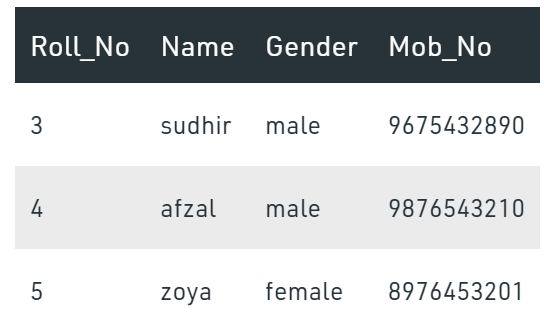 Roll_No Name Gender Mob_No
3 sudhir male 9675432890
4 afzal male 9876543210
5 zoya female 8976453201